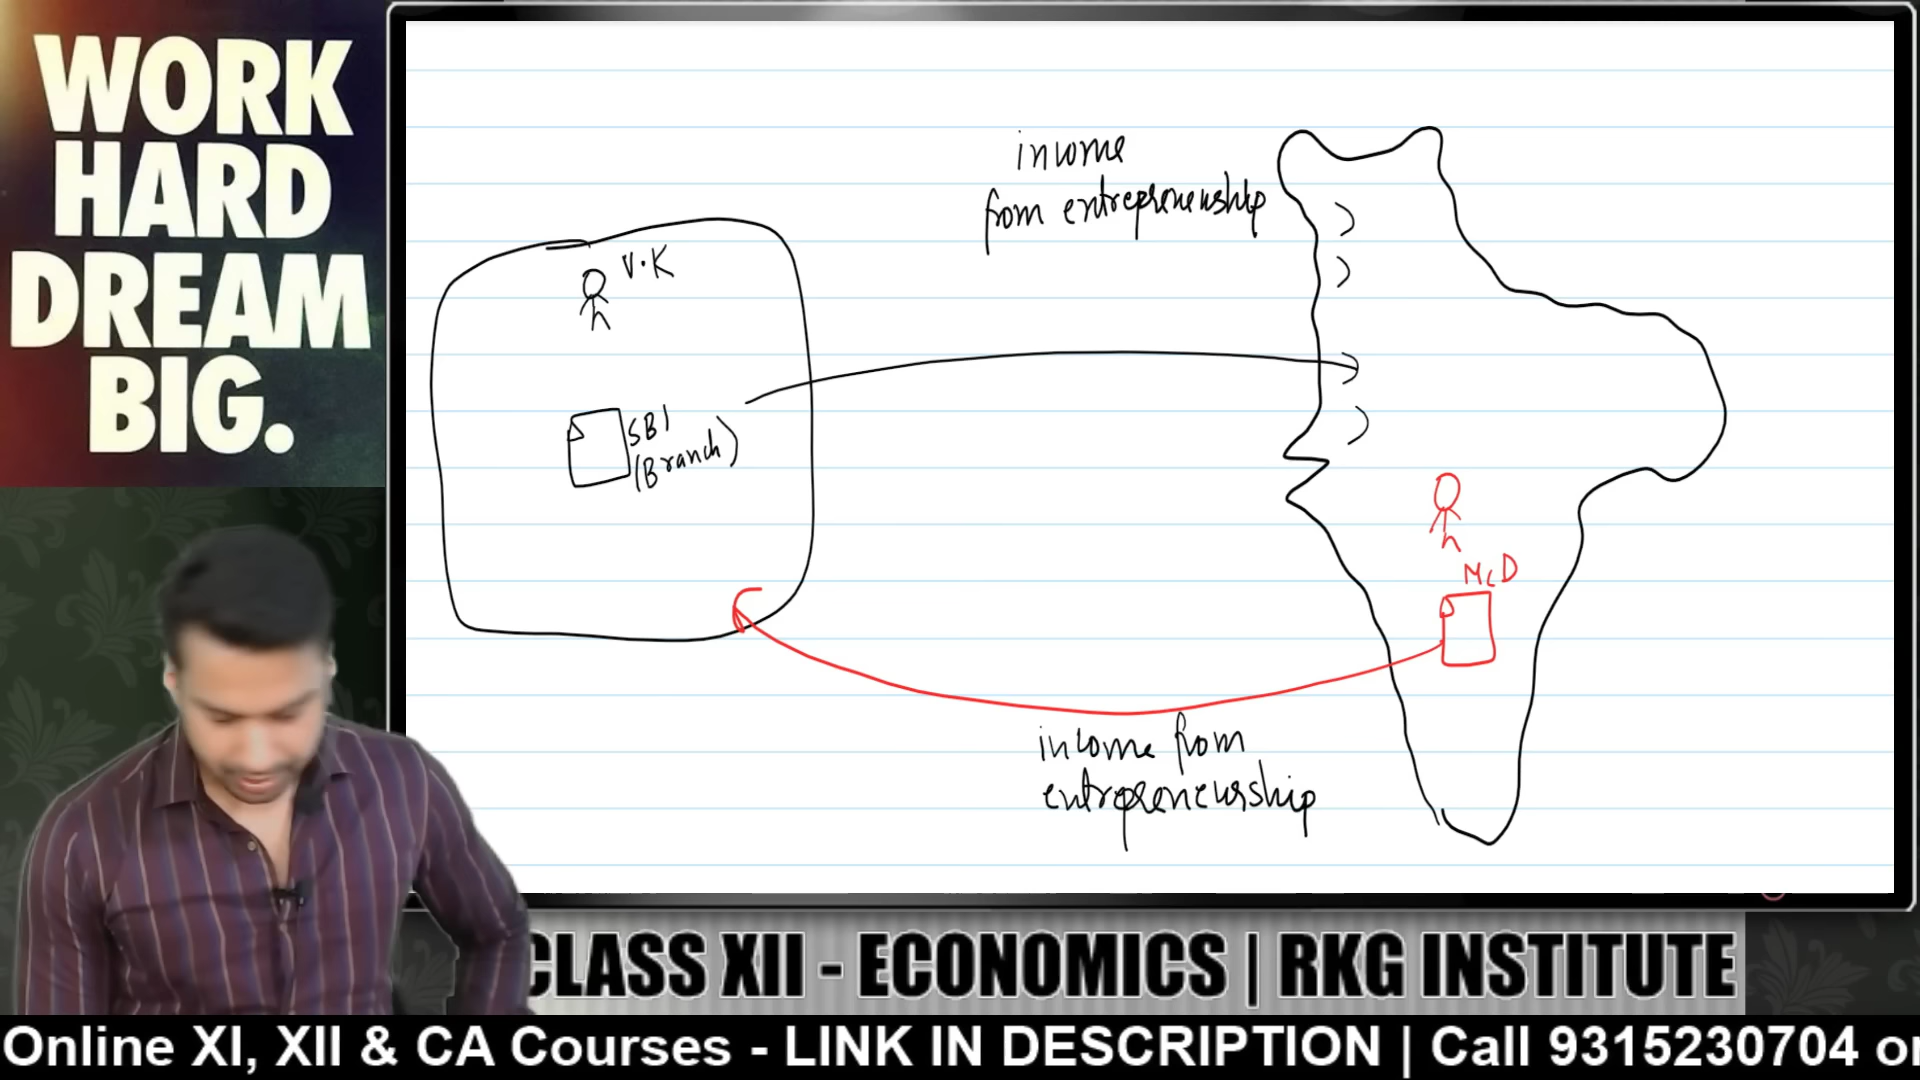 WORK
HARD
DREAM
BIG.
income
from entrepreneurship
V.K
SBI
(Branch)
McD
income from
entrepreneurship
CLASS XII - ECONOMICS | RKG INSTITUTE
Online XI, XII & CA Courses - LINK IN DESCRIPTION | Call 9315230704 or